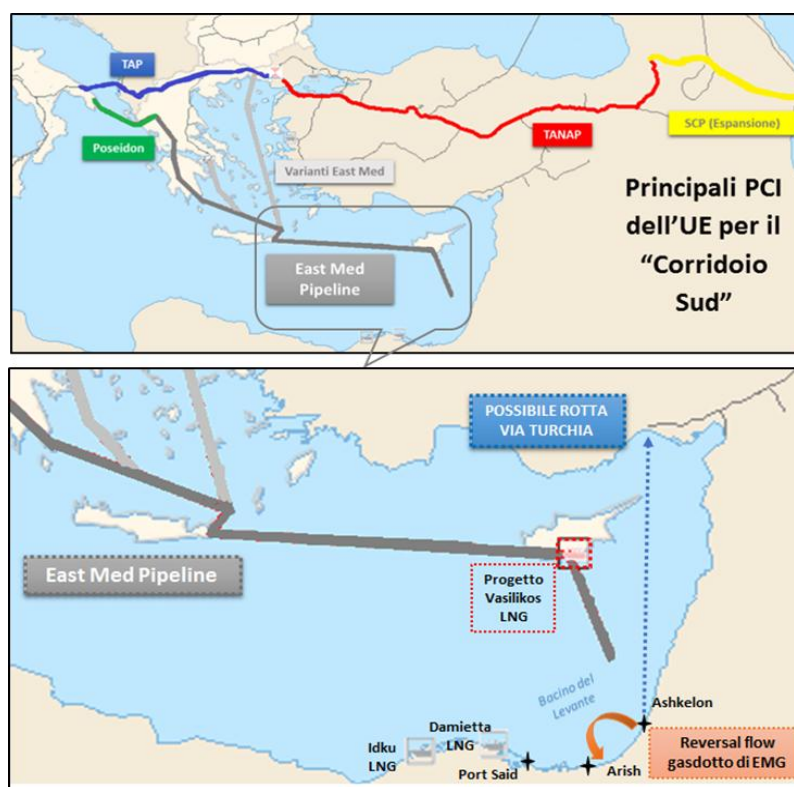 TAP
TANAP
SCP (Espansione)
Poseidon
Varianti East Med
East Med
Pipeline
Principali PCI
dell'UE per il
“Corridoio
Sud”
POSSIBILE ROTTA
VIA TURCHIA
East Med Pipeline
Progetto
Vasilikos
LNG
Bacino del
Levante
Ashkelon
Damietta
LNG
Idku
LNG
Port Said
Arish
Reversal flow
gasdotto di EMG